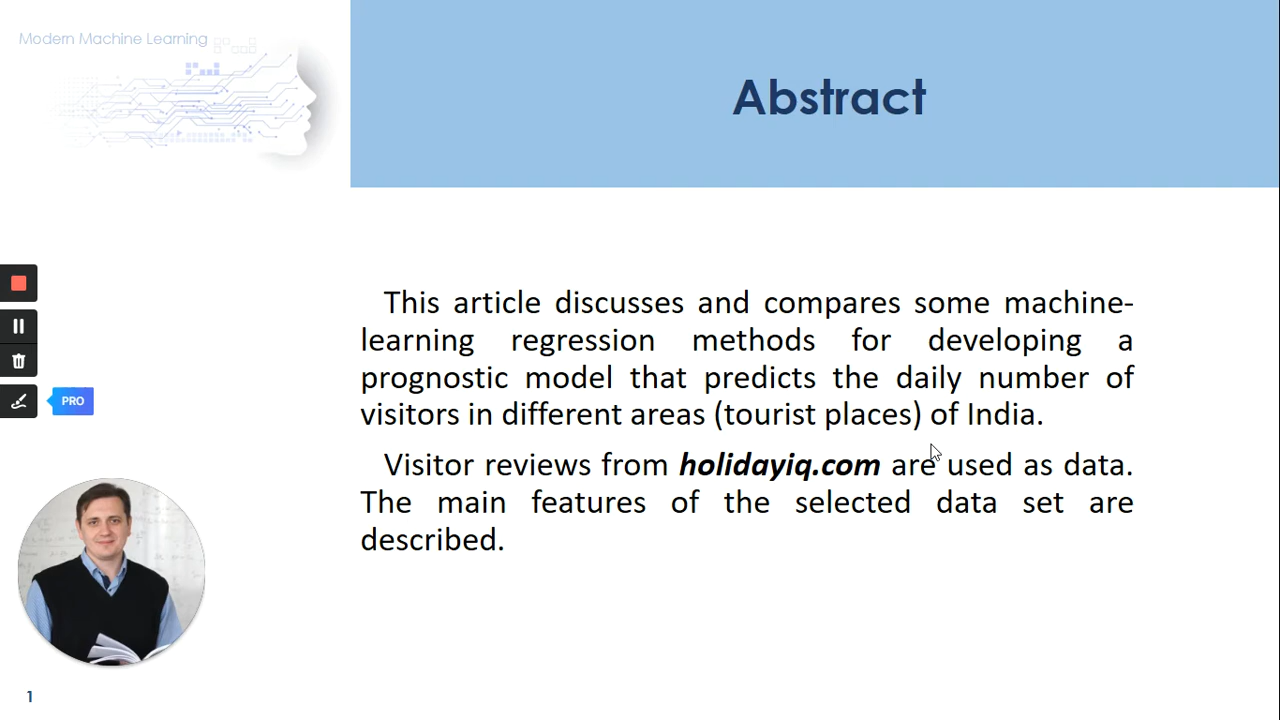 Modern Machine Learning
Abstract
This article discusses and compares some machine-
learning regression methods for developing a
prognostic model that predicts the daily number of
visitors in different areas (tourist places) of India.
Visitor reviews from holidayiq.com are used as data.
The main features of the selected data set are
described.
PRO
1